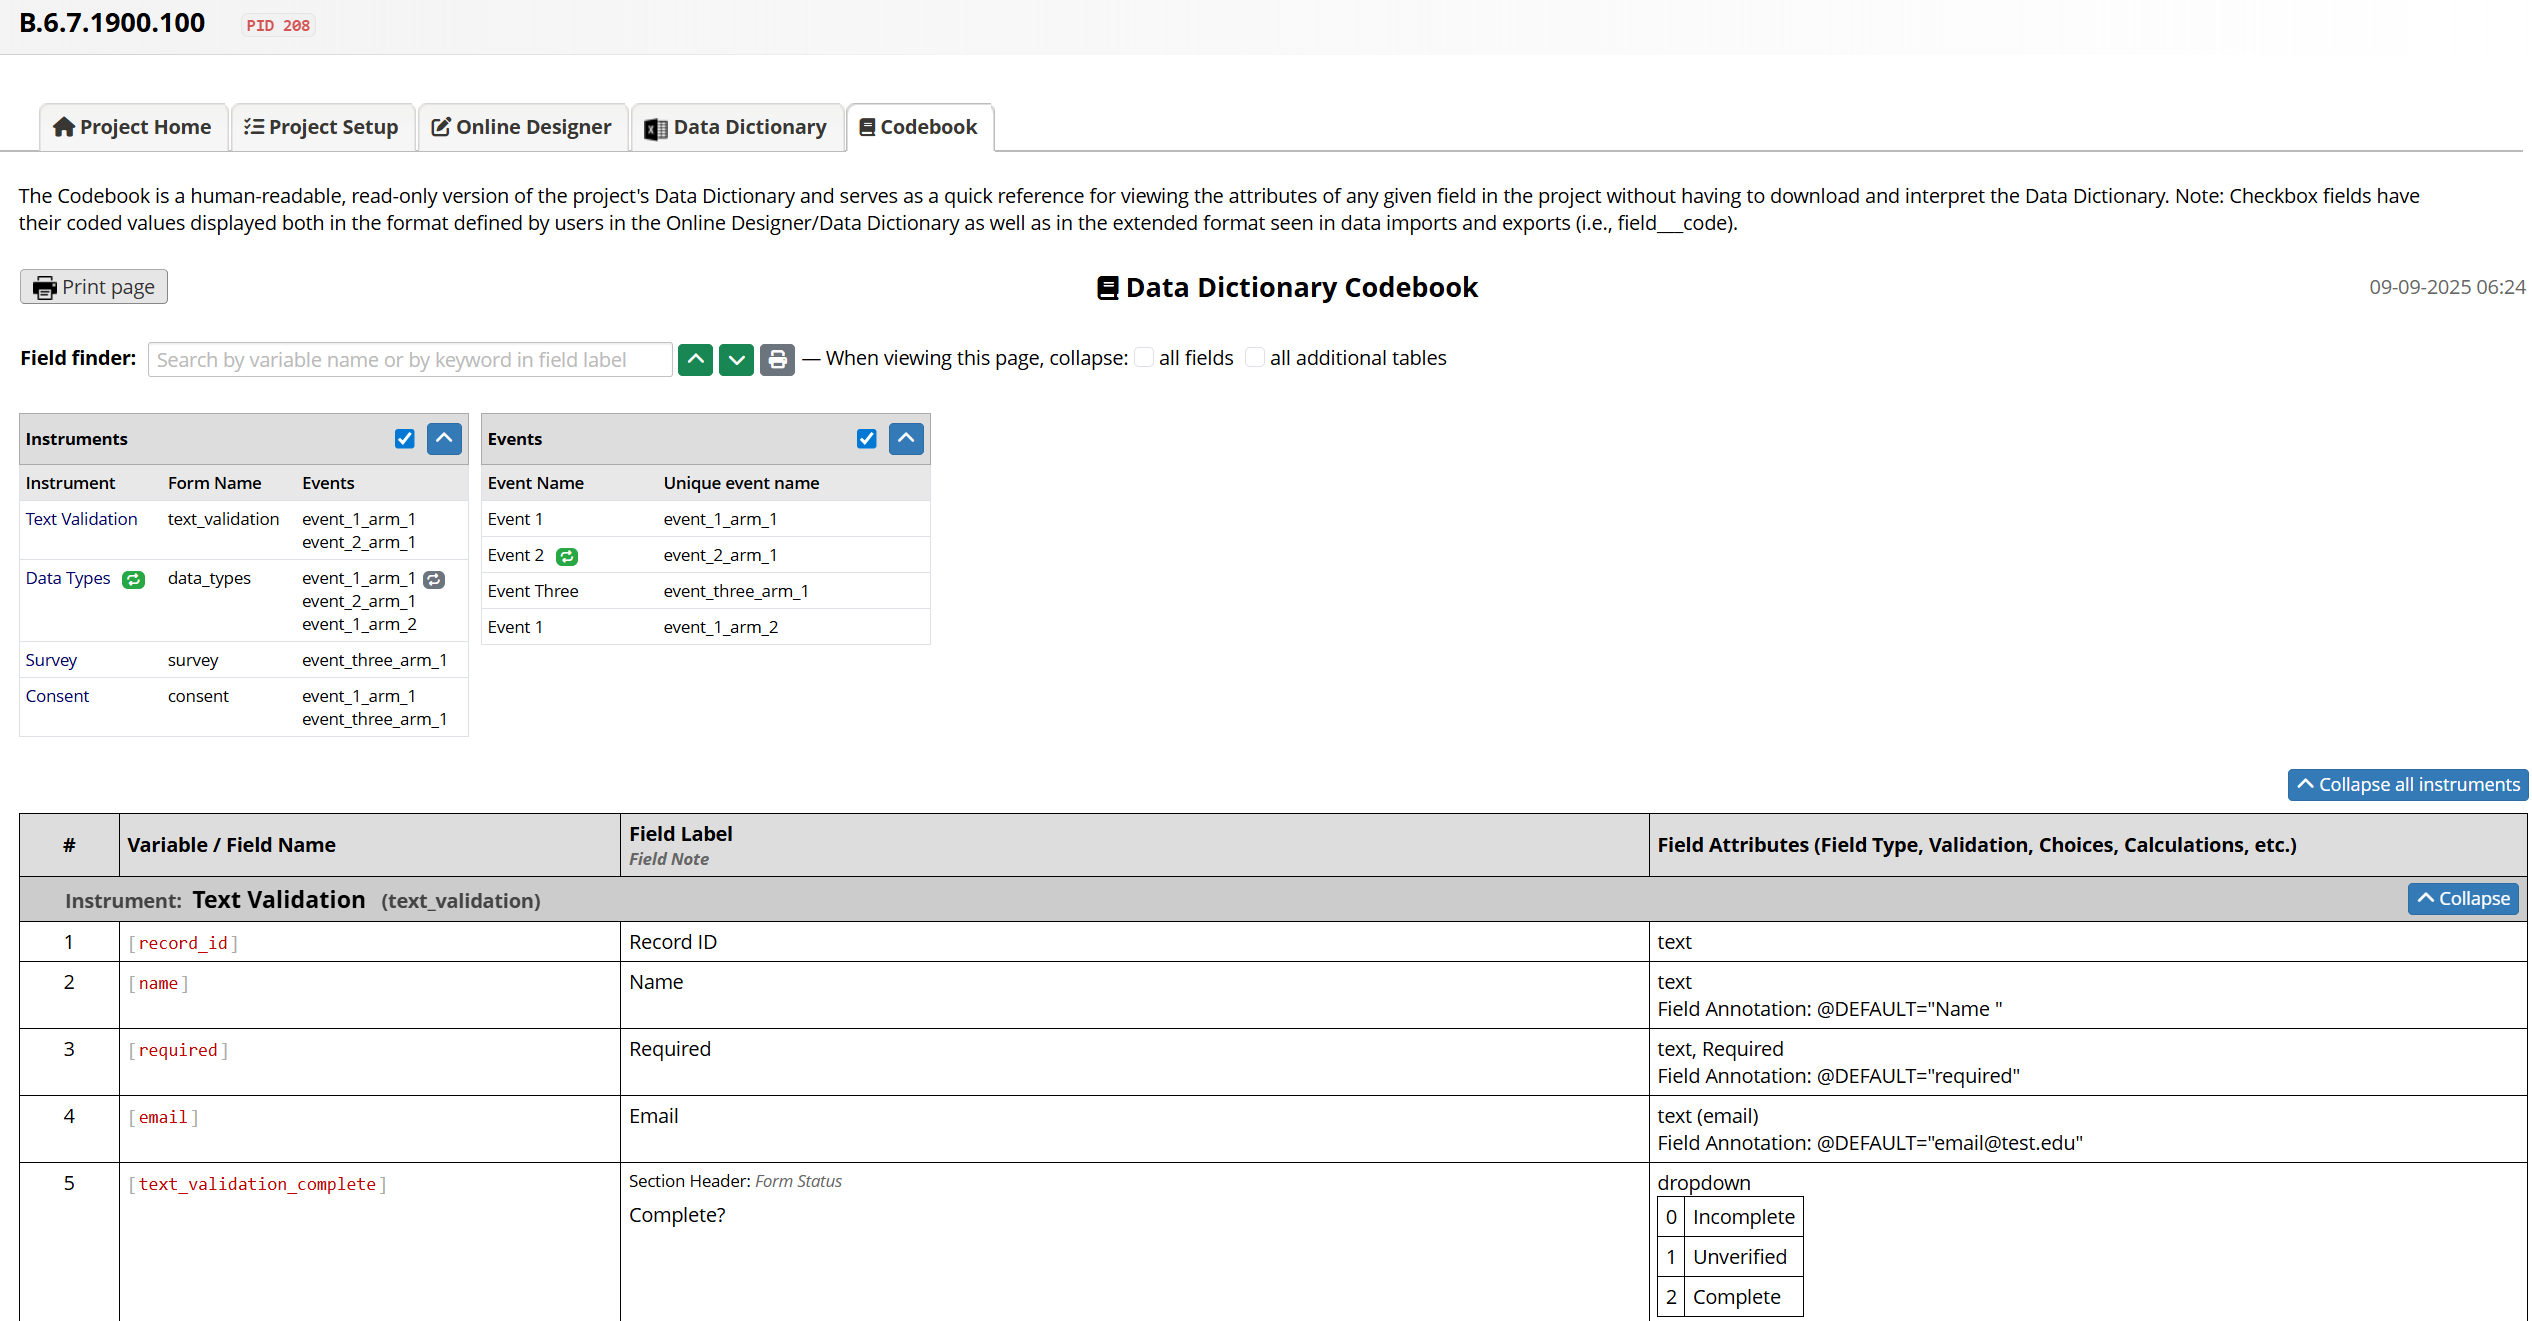 B.6.7.1900.100 PID 208
Project Home Project Setup Online Designer Data Dictionary Codebook
The Codebook is a human-readable, read-only version of the project's Data Dictionary and serves as a quick reference for viewing the attributes of any given field in the project without having to download and interpret the Data Dictionary. Note: Checkbox fields have
their coded values displayed both in the format defined by users in the Online Designer/Data Dictionary as well as in the extended format seen in data imports and exports (i.e., field___code).
Print page Data Dictionary Codebook 09-09-2025 06:24
Field finder: Search by variable name or by keyword in field label — When viewing this page, collapse: all fields all additional tables
Instruments
Instrument Form Name Events
Text Validation text_validation event_1_arm_1
event_2_arm_1
Data Types data_types event_1_arm_1
event_2_arm_1
event_1_arm_2
Survey survey event_three_arm_1
Consent consent event_1_arm_1
event_three_arm_1
Events
Event Name Unique event name
Event 1 event_1_arm_1
Event 2 event_2_arm_1
Event Three event_three_arm_1
Event 1 event_1_arm_2
Collapse all instruments
# Variable / Field Name Field Label Field Attributes (Field Type, Validation, Choices, Calculations, etc.)
Field Note
Instrument: Text Validation (text_validation) Collapse
1 [record_id] Record ID text
2 [name] Name text
Field Annotation: @DEFAULT="Name "
3 [required] Required text, Required
Field Annotation: @DEFAULT="required"
4 [email] Email text (email)
Field Annotation: @DEFAULT="email@test.edu"
5 [text_validation_complete] Section Header: Form Status dropdown
Complete? 0 Incomplete
1 Unverified
2 Complete